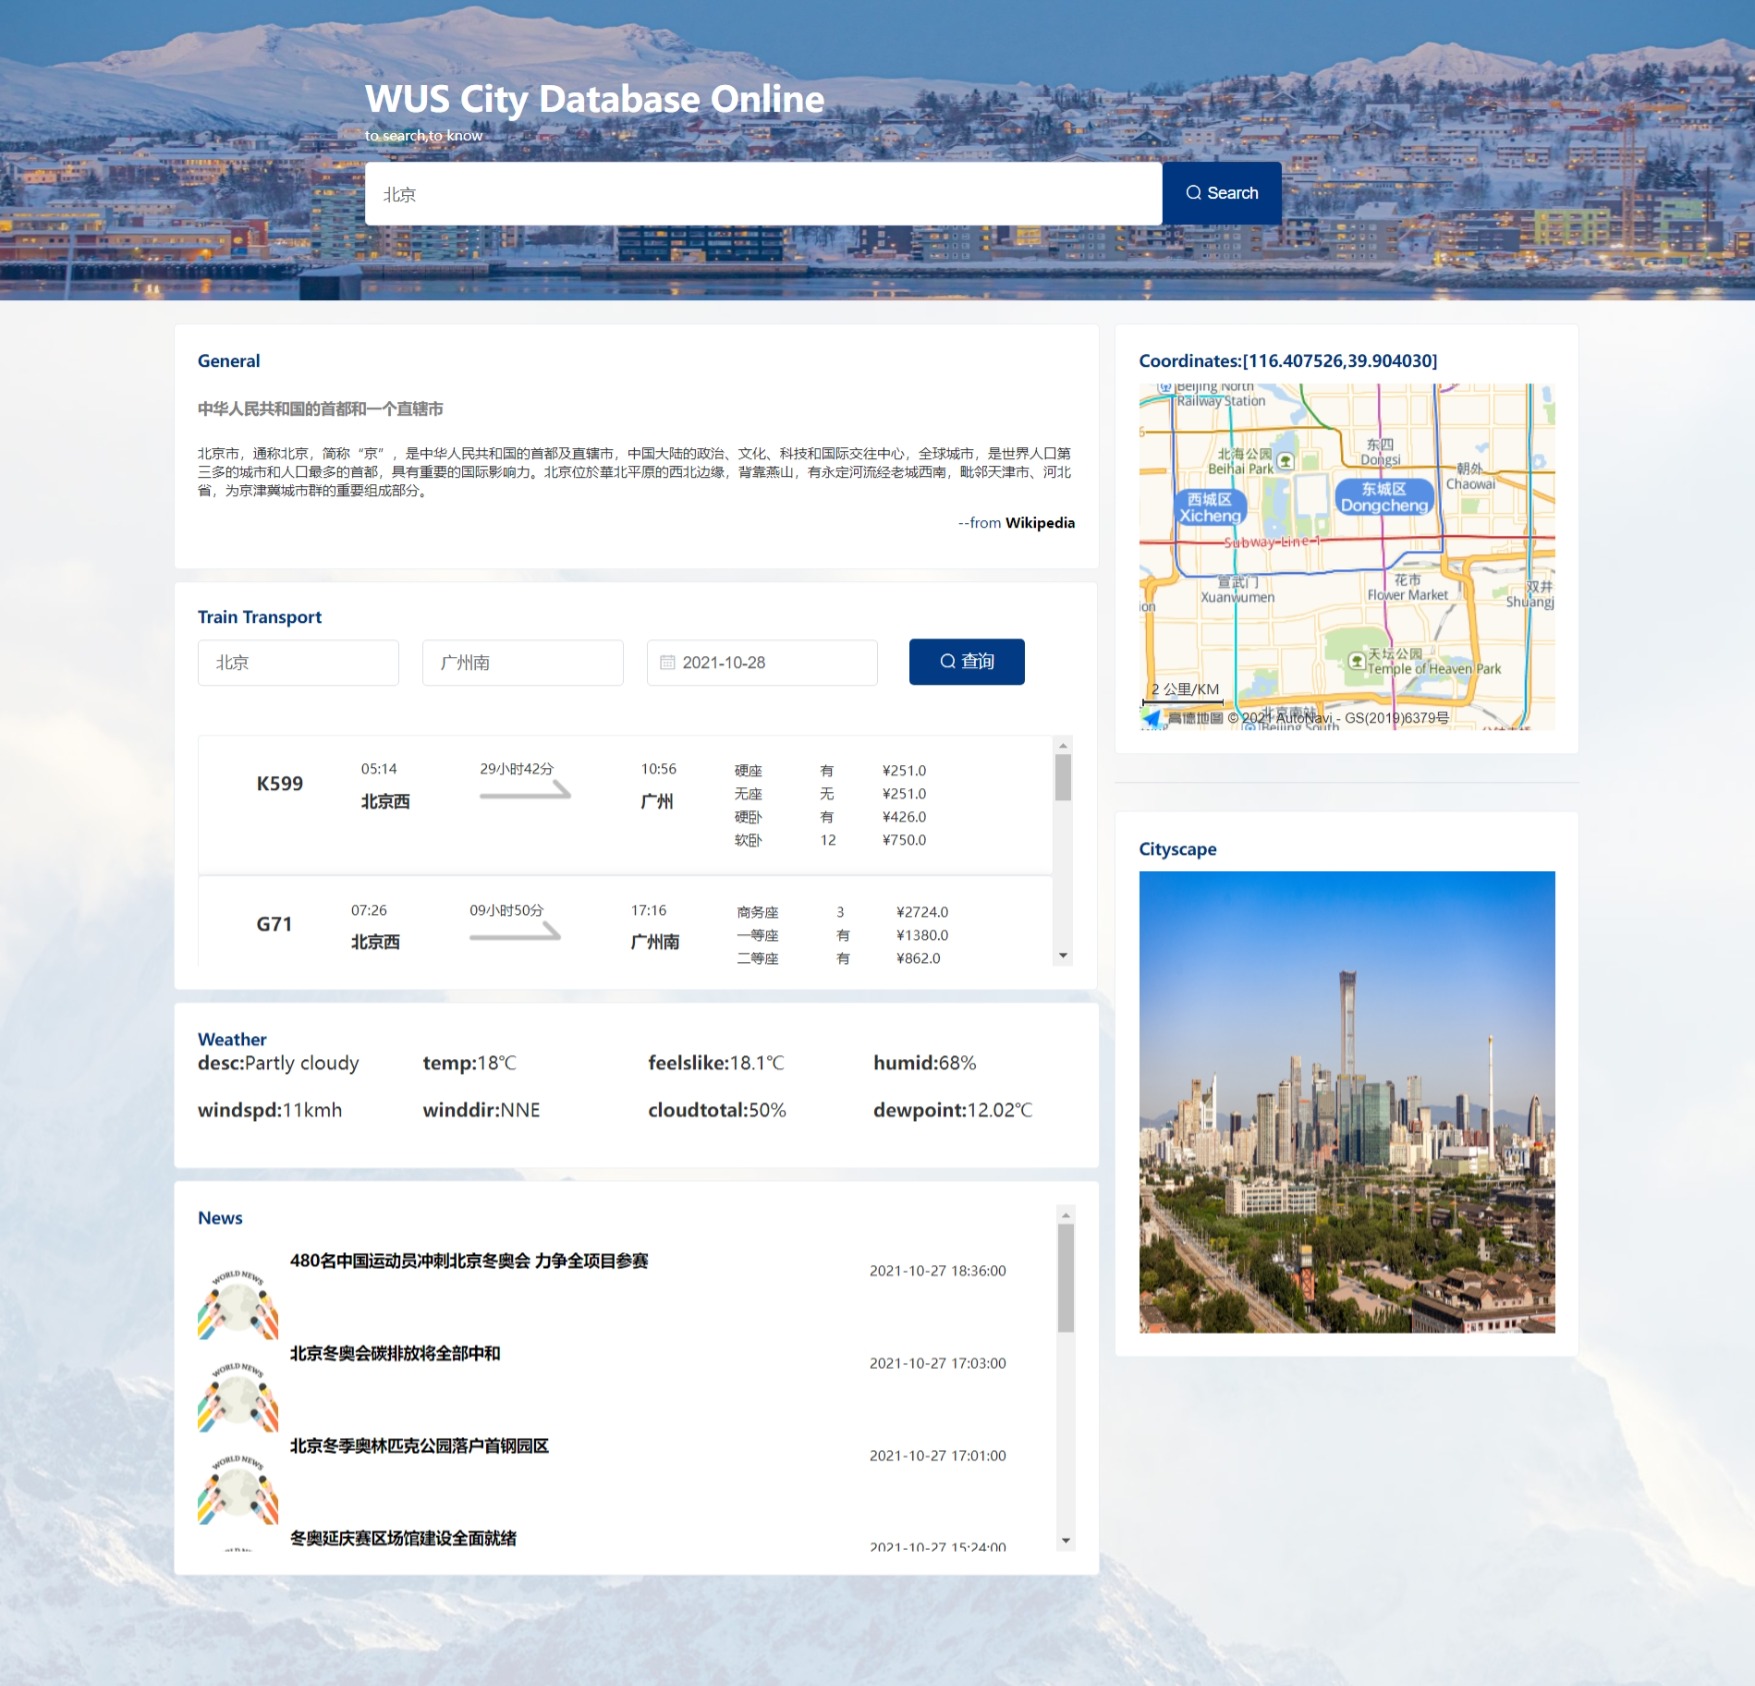 WUS City Database Online
to search,to know
北京
Search
General
中华人民共和国的首都和一个直辖市
北京市，通称北京，简称“京”，是中华人民共和国的首都及直辖市，中国大陆的政治、文化、科技和国际交往中心，全球城市，是世界人口第
三多的城市和人口最多的首都，具有重要的国际影响力。北京位於華北平原的西北边缘，背靠燕山，有永定河流经老城西南，毗邻天津市、河北
省，为京津冀城市群的重要组成部分。
--from Wikipedia
Train Transport
北京
广州南
2021-10-28
查询
K599
05:14
北京西
29小时42分
10:56
广州
硬座 有 ¥251.0
无座 无 ¥251.0
硬卧 有 ¥426.0
软卧 12 ¥750.0
G71
07:26
北京西
09小时50分
17:16
广州南
商务座 3 ¥2724.0
一等座 有 ¥1380.0
二等座 有 ¥862.0
Weather
desc:Partly cloudy temp:18℃ feelslike:18.1℃ humid:68%
windspd:11kmh winddir:NNE cloudtotal:50% dewpoint:12.02℃
News
480名中国运动员冲刺北京冬奥会 力争全项目参赛
2021-10-27 18:36:00
WORLD NEWS
北京冬奥会碳排放将全部中和
2021-10-27 17:03:00
WORLD NEWS
北京冬季奥林匹克公园落户首钢园区
2021-10-27 17:01:00
WORLD NEWS
冬奥延庆赛区场馆建设全面就绪
2021-10-27 15:24:00
Coordinates:[116.407526,39.904030]
Beijing North
Railway Station
东四
Dongsi
北海公园
Beihai Park
朝外
Chaowai
西城区
Xicheng
东城区
Dongcheng
Subway Line 1
宣武门
Xuanwumen
花市
Flower Market
双井
Shuangj
ion
天坛公园
Temple of Heaven Park
2 公里/KM
北京南站
Beijing South
高德地图 © 2021 AutoNavi - GS(2019)6379号
Cityscape